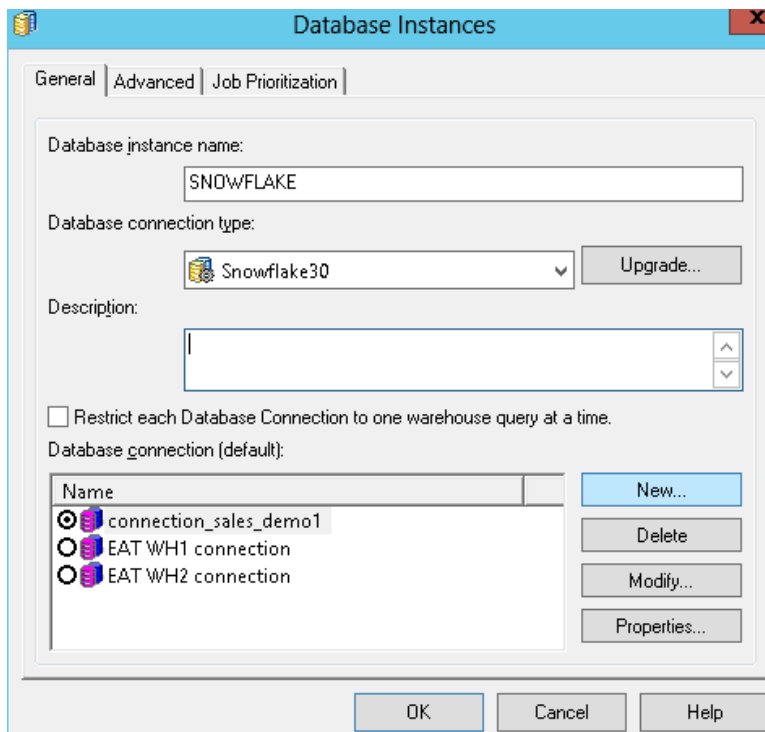 Database Instances
X
General Advanced Job Prioritization
Database instance name:
SNOWFLAKE
Database connection type:
Snowflake30 Upgrade...
Description:
Restrict each Database Connection to one warehouse query at a time.
Database connection (default):
Name
New...
connection_sales_demo1
Delete
EAT WH1 connection
EAT WH2 connection
Modify...
Properties...
OK Cancel Help